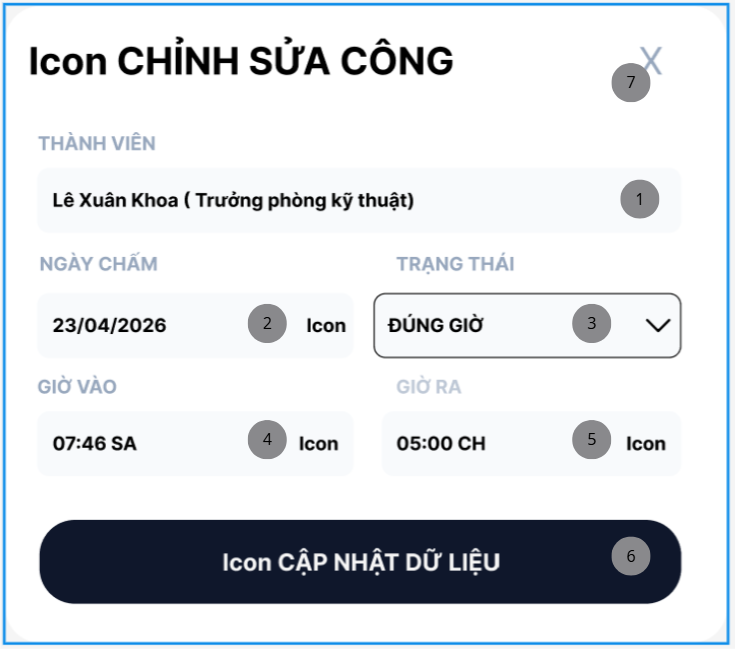 Icon CHỈNH SỬA CÔNG
X
7
THÀNH VIÊN
Lê Xuân Khoa ( Trưởng phòng kỹ thuật)
1
NGÀY CHẤM
TRẠNG THÁI
23/04/2026
2
Icon
ĐÚNG GIỜ
3
GIỜ VÀO
GIỜ RA
07:46 SA
4
Icon
05:00 CH
5
Icon
Icon CẬP NHẬT DỮ LIỆU
6